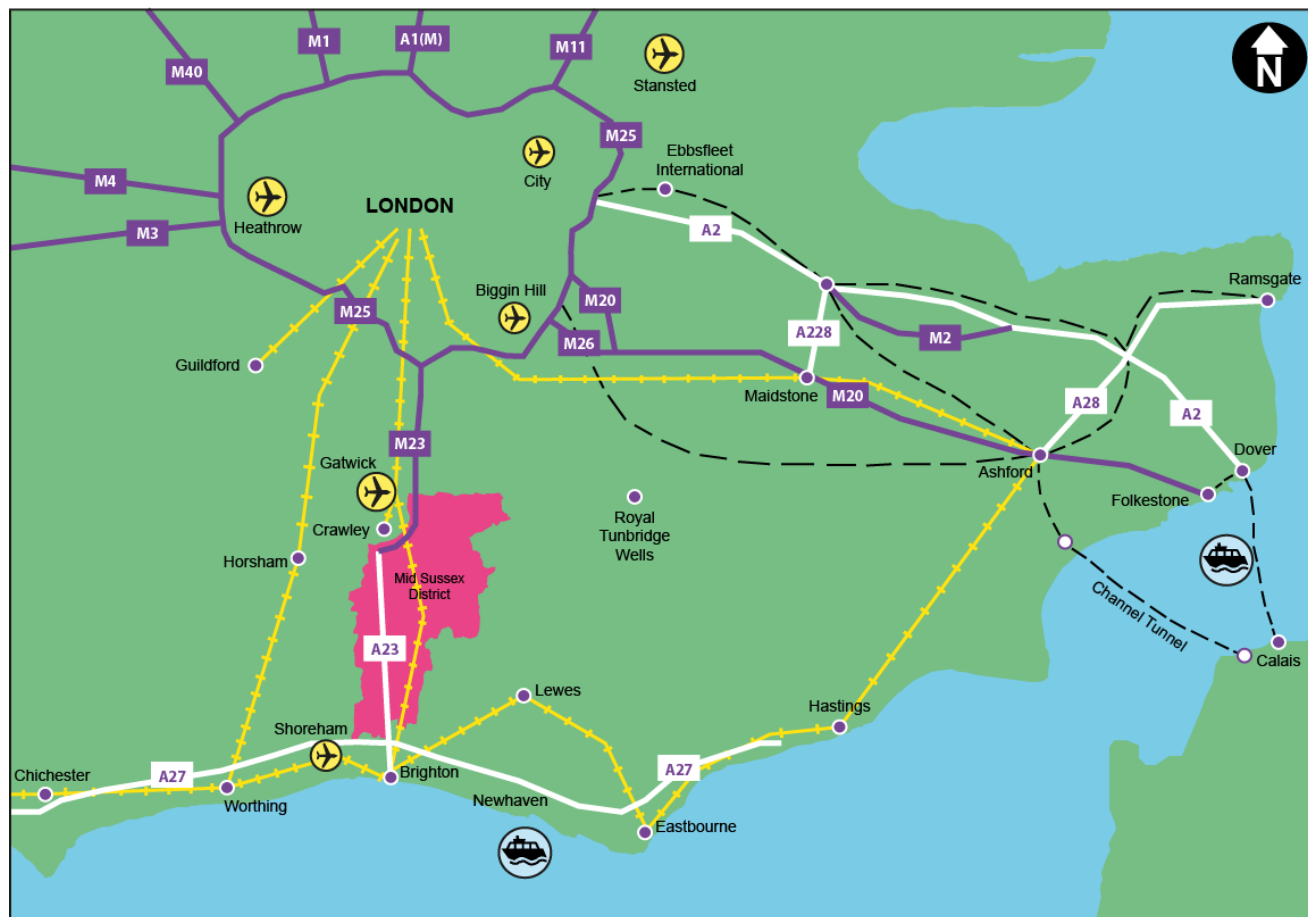 M1
A1(M)
M11
M40
Stansted
N
M25
Ebbsfleet
International
City
M4
LONDON
Heathrow
M3
A2
Ramsgate
Biggin Hill
M20
M25
A228
M2
M26
Guildford
Maidstone
M20
A28
A2
M23
Dover
Gatwick
Ashford
Folkestone
Crawley
Royal
Tunbridge
Wells
Horsham
Mid Sussex
District
Channel Tunnel
A23
Calais
Lewes
Hastings
Shoreham
Chichester
A27
Brighton
A27
Worthing
Newhaven
Eastbourne